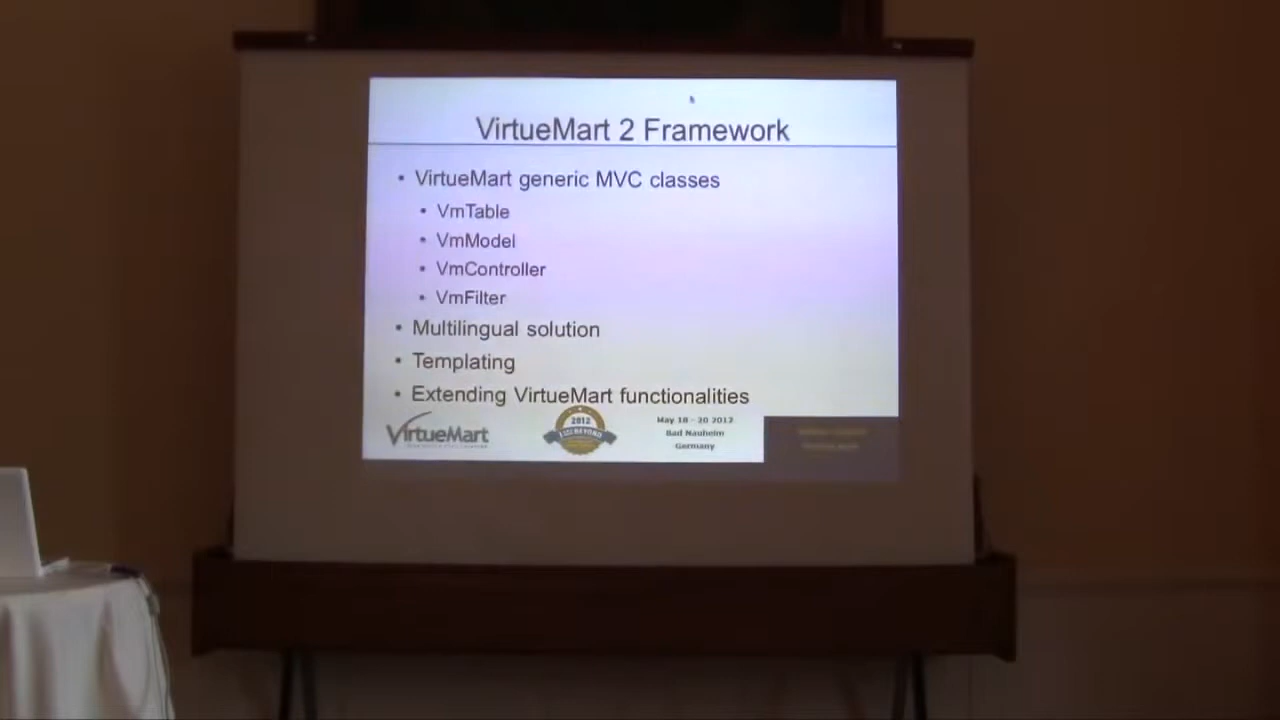 VirtueMart 2 Framework
• VirtueMart generic MVC classes
• VmTable
• VmModel
• VmController
• VmFilter
• Multilingual solution
• Templating
• Extending VirtueMart functionalities
VirtueMart
2012
May 18 - 20 2012
Bad Nauheim
Germany